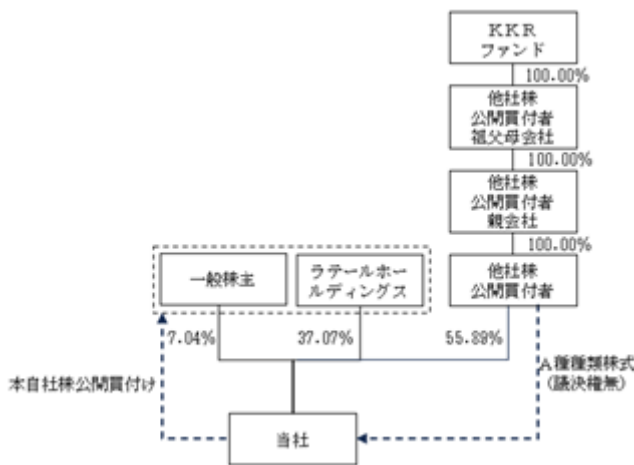 ＫＫＲ
ファンド
100.00%
他社株
公開買付者
祖父母会社
100.00%
他社株
公開買付者
親会社
100.00%
一般株主
ラテールホー
ルディングス
他社株
公開買付者
7.04%
37.07%
55.89%
本自社株公開買付け
Ａ種種類株式
(議決権無)
当社